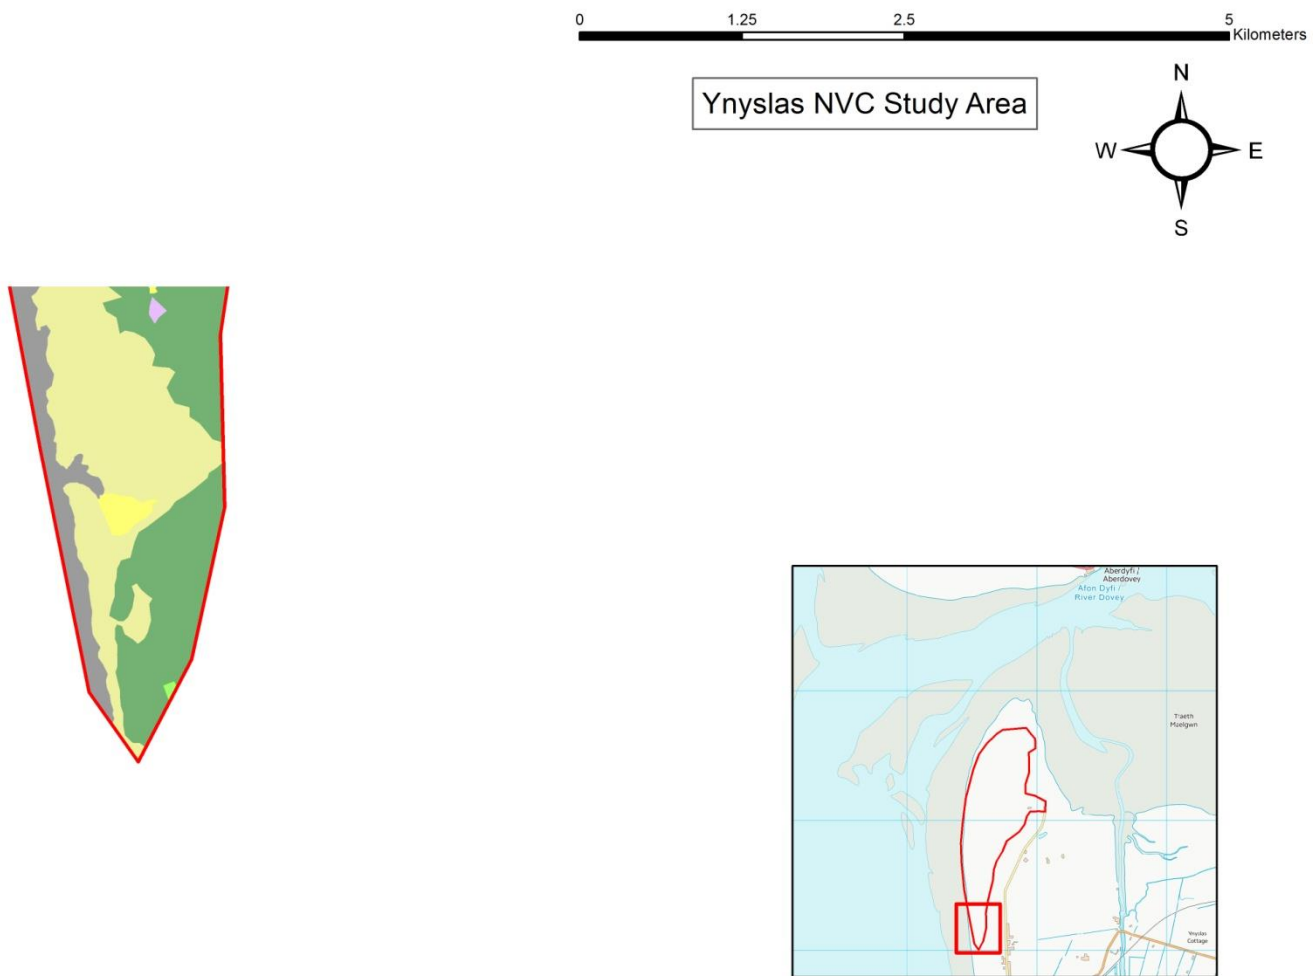 0 1.25 2.5 5
Kilometers
Ynyslas NVC Study Area
N
W E
S
Aberdyfi /
Aberdovey
Afon Dyfi /
River Dovey
Traeth
Maelgwn
Ynyslas
Cottage